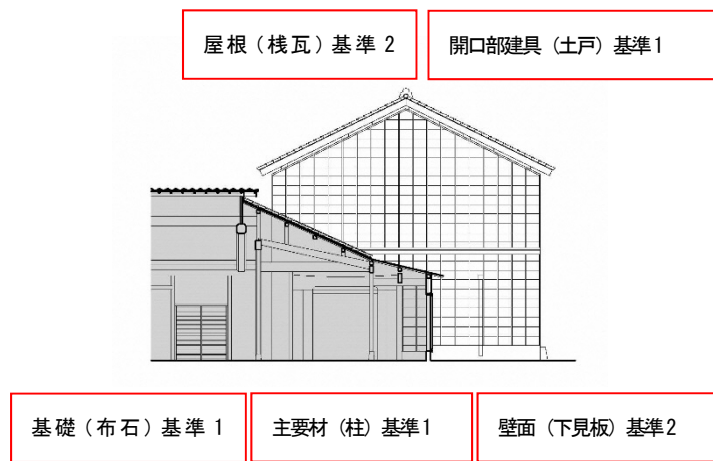 屋根（桟瓦）基準２
開口部建具（土戸）基準１
基礎（布石）基準１
主要材（柱）基準１
壁面（下見板）基準２